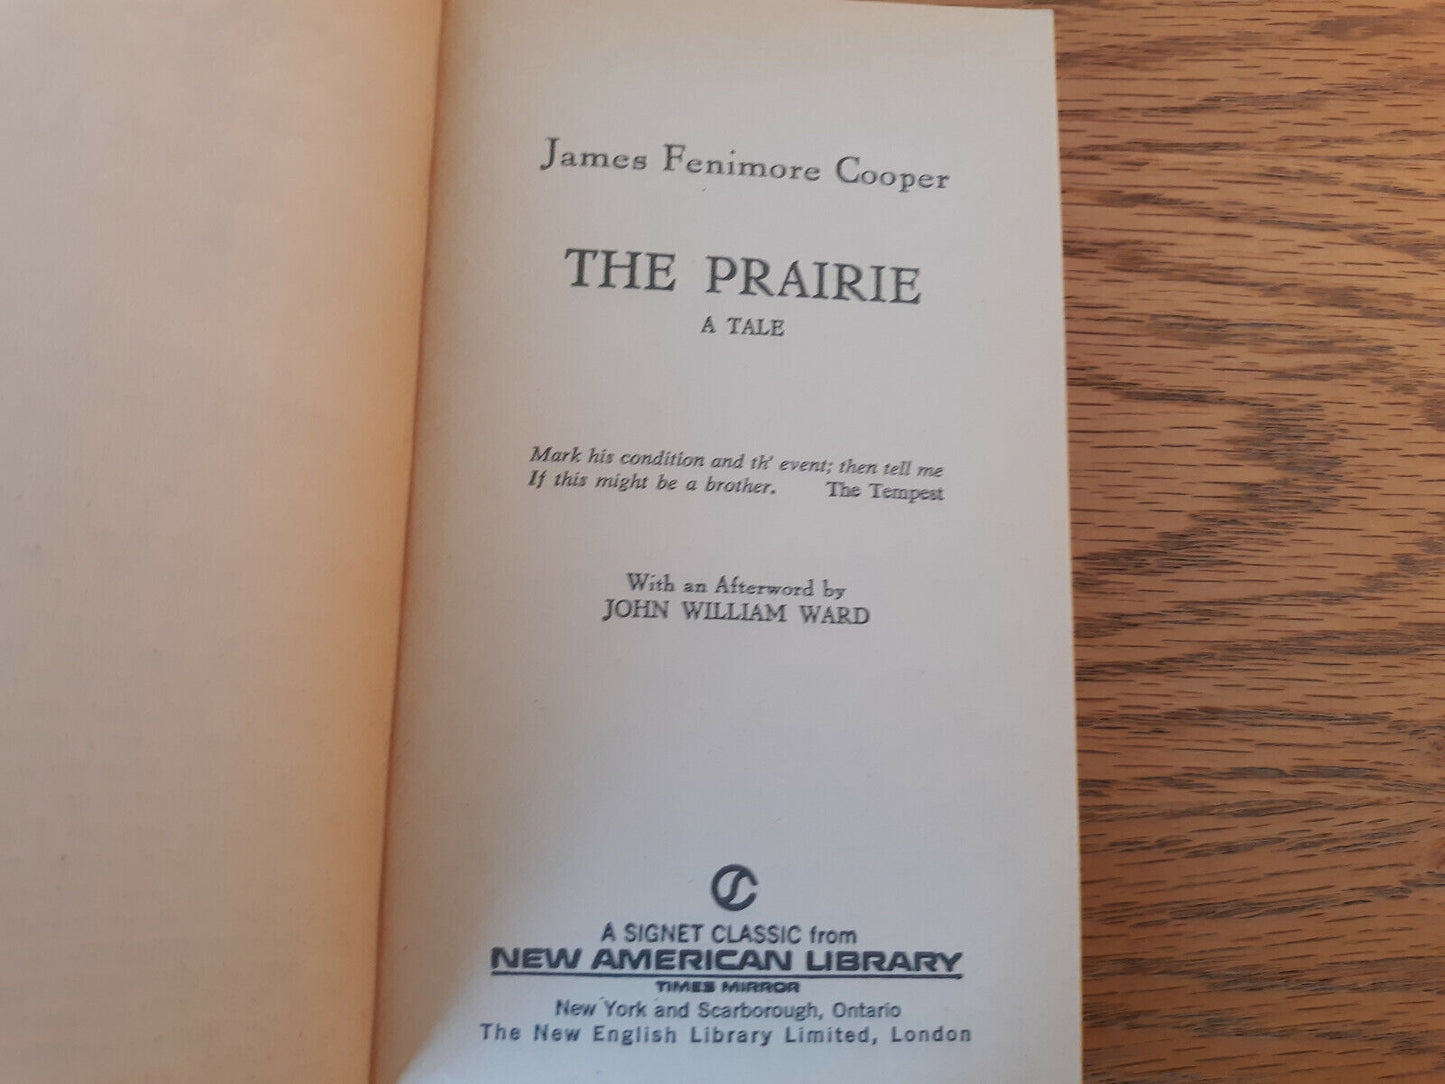 James Fenimore Cooper
THE PRAIRIE
A TALE
Mark his condition and th' event; then tell me
If this might be a brother. The Tempest
With an Afterword by
JOHN WILLIAM WARD
A SIGNET CLASSIC from
NEW AMERICAN LIBRARY
TIMES MIRROR
New York and Scarborough, Ontario
The New English Library Limited, London